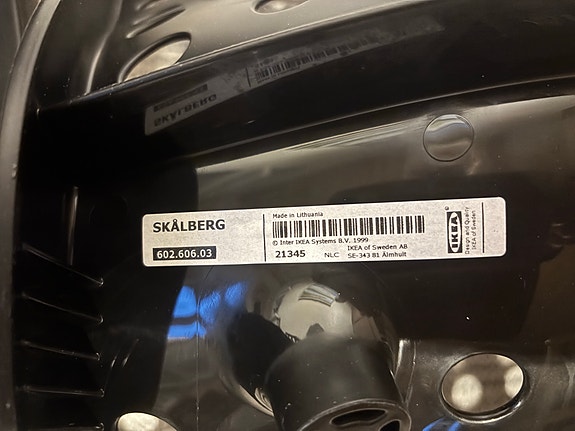 SKÅLBERG
602.606.03
Made in Lithuania
© Inter IKEA Systems B.V. 1999
21345 NLC IKEA of Sweden AB
SE-343 81 Älmhult
IKEA
Design and Quality
IKEA of Sweden
SKÅLBERG